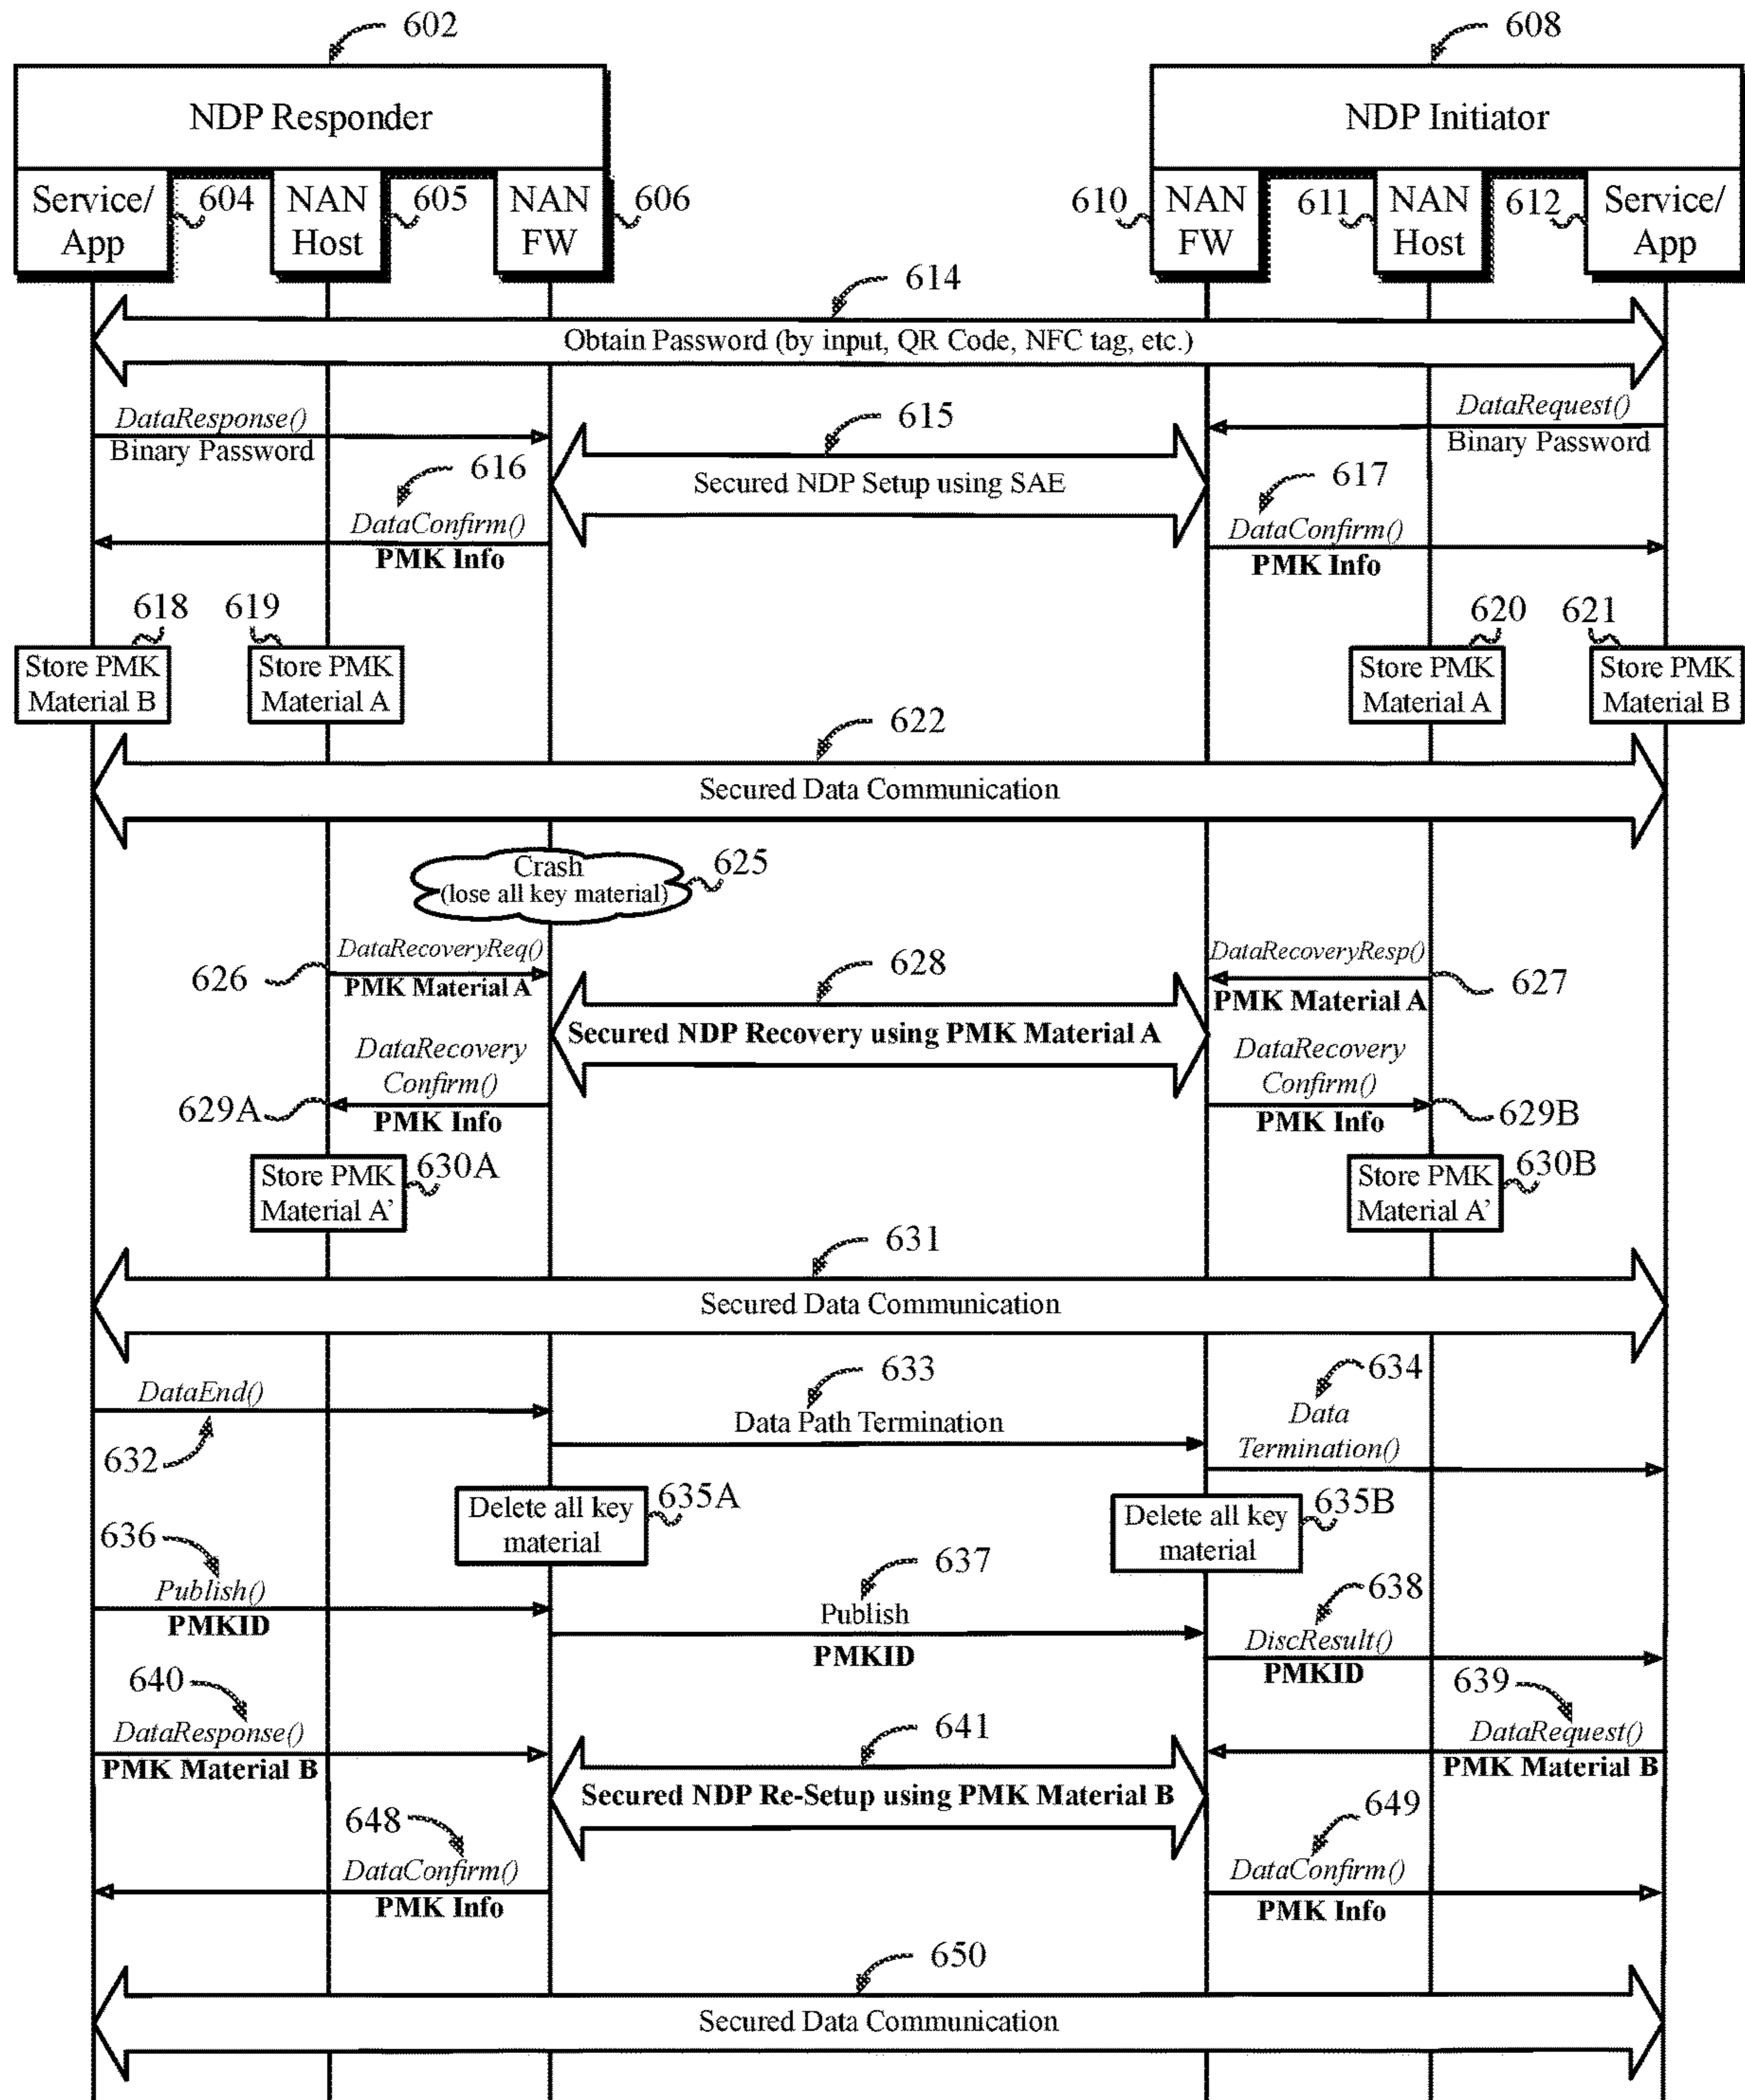 602
608
NDP Responder
NDP Initiator
Service/
App
604
NAN
Host
605
NAN
FW
606
610
NAN
FW
611
NAN
Host
612
Service/
App
614
Obtain Password (by input, QR Code, NFC tag, etc.)
DataResponse()
Binary Password
615
DataRequest()
Binary Password
616
Secured NDP Setup using SAE
617
DataConfirm()
PMK Info
DataConfirm()
PMK Info
618
619
620
621
Store PMK
Material B
Store PMK
Material A
Store PMK
Material A
Store PMK
Material B
622
Secured Data Communication
Crash
(lose all key material)
625
DataRecoveryReq()
PMK Material A
626
628
DataRecoveryResp()
PMK Material A
627
Secured NDP Recovery using PMK Material A
DataRecovery
Confirm()
PMK Info
629A
DataRecovery
Confirm()
PMK Info
629B
Store PMK
Material A'
630A
Store PMK
Material A'
630B
631
Secured Data Communication
DataEnd()
632
633
Data Path Termination
634
Data
Termination()
Delete all key
material
635A
Delete all key
material
635B
636
Publish()
PMKID
637
Publish
PMKID
638
DiscResult()
PMKID
640
DataResponse()
PMK Material B
641
639
DataRequest()
PMK Material B
Secured NDP Re-Setup using PMK Material B
648
DataConfirm()
PMK Info
649
DataConfirm()
PMK Info
650
Secured Data Communication